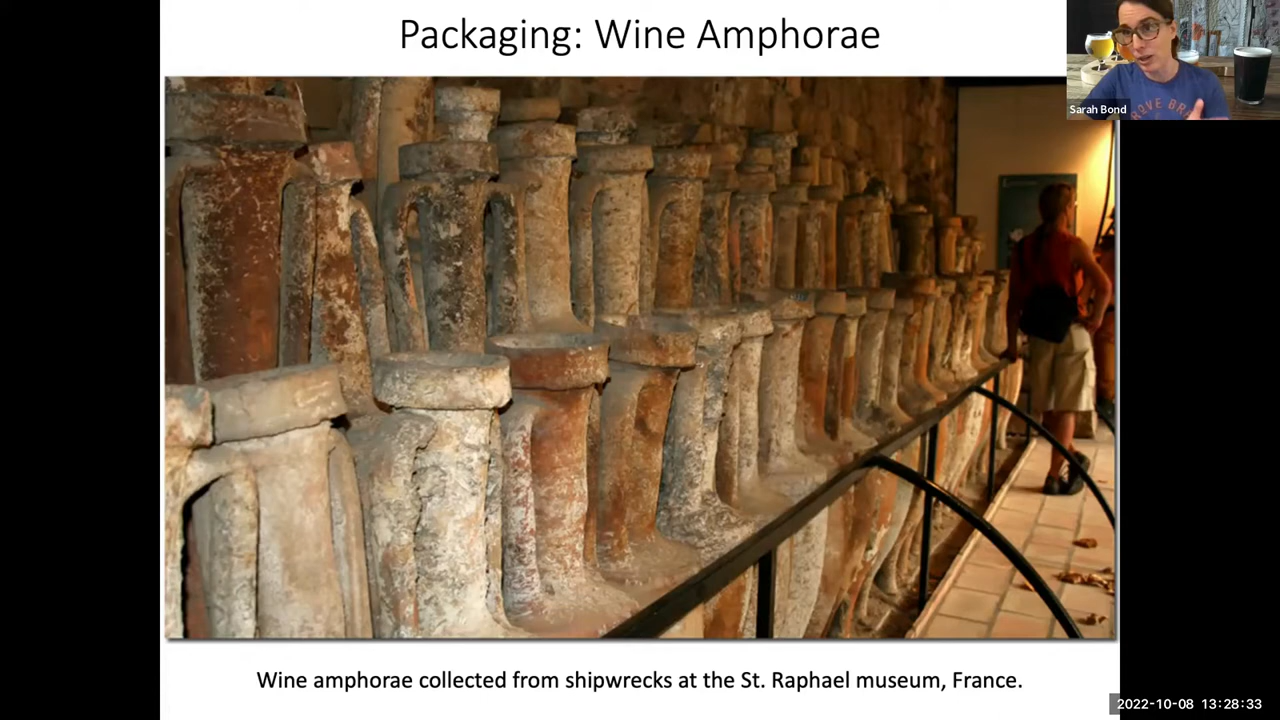 Packaging: Wine Amphorae
Sarah Bond
Wine amphorae collected from shipwrecks at the St. Raphael museum, France.
2022-10-08 13:28:33